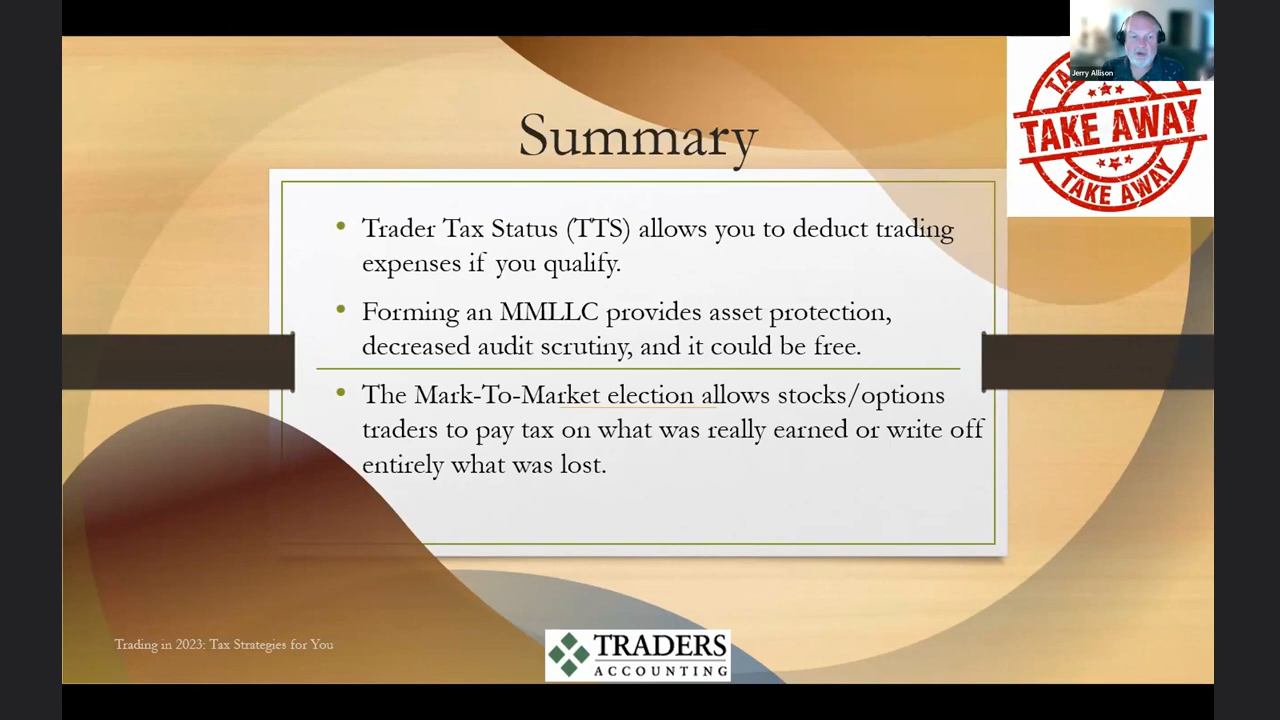 Jerry Allison
TA
TAKE AWAY
TAKE AWAY
Summary
• Trader Tax Status (TTS) allows you to deduct trading
expenses if you qualify.
• Forming an MMLLC provides asset protection,
decreased audit scrutiny, and it could be free.
• The Mark-To-Market election allows stocks/options
traders to pay tax on what was really earned or write off
entirely what was lost.
Trading in 2023: Tax Strategies for You
TRADERS
ACCOUNTING